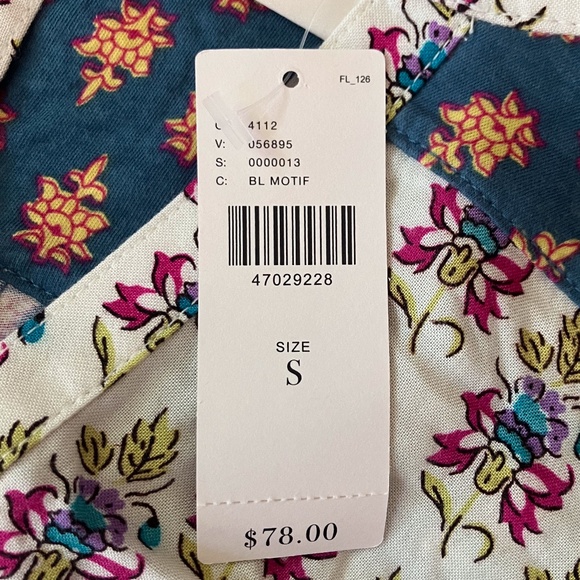 FL_126
4112
V: 056895
S: 0000013
C: BL MOTIF
47029228
SIZE
S
$78.00